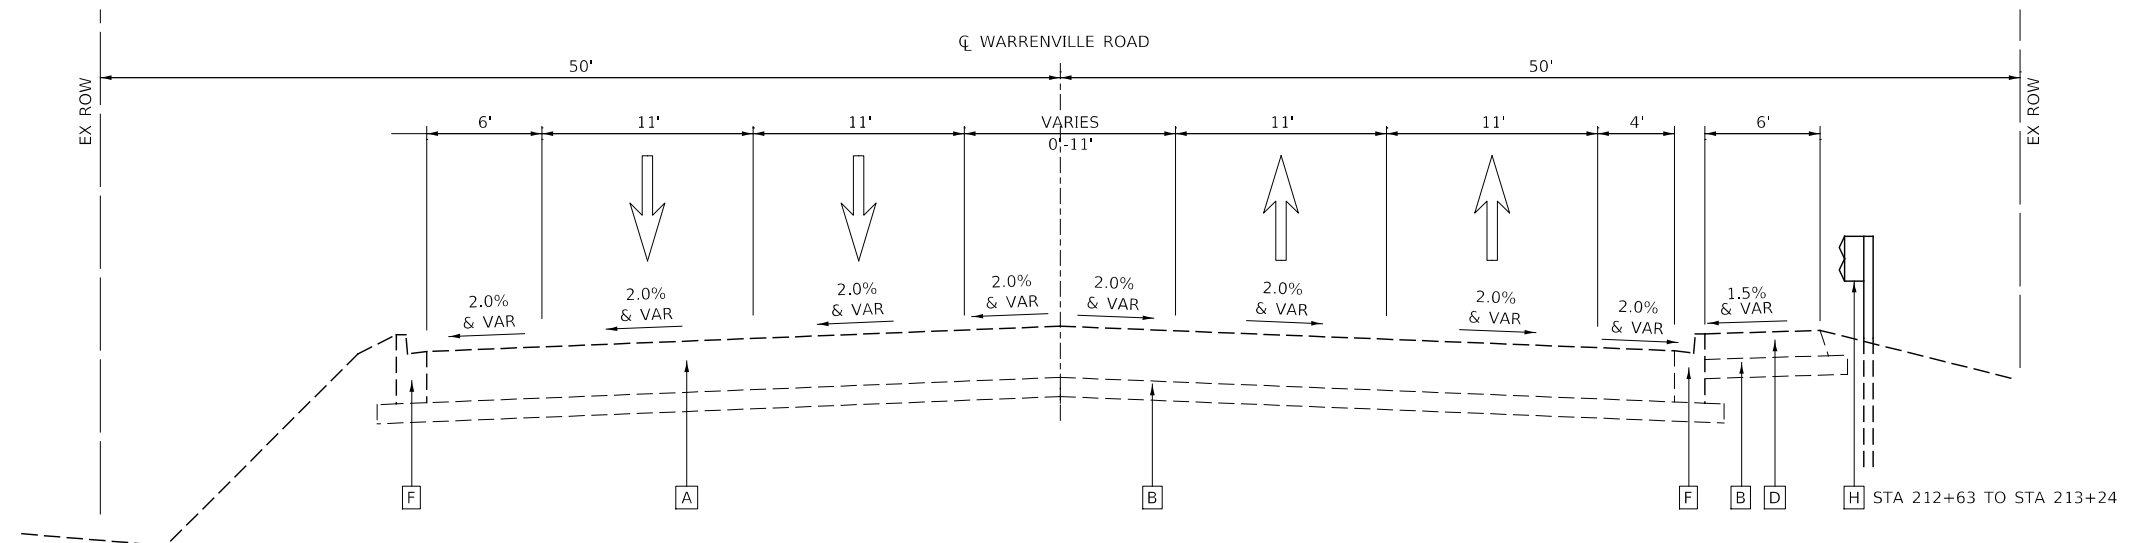 ℄ WARRENVILLE ROAD
50'
50'
EX ROW
EX ROW
6'
11'
11'
VARIES
0'-11'
11'
11'
4'
6'
2.0%
& VAR
2.0%
& VAR
2.0%
& VAR
2.0%
& VAR
2.0%
& VAR
2.0%
& VAR
2.0%
& VAR
2.0%
& VAR
1.5%
& VAR
F
A
B
F
B
D
H STA 212+63 TO STA 213+24